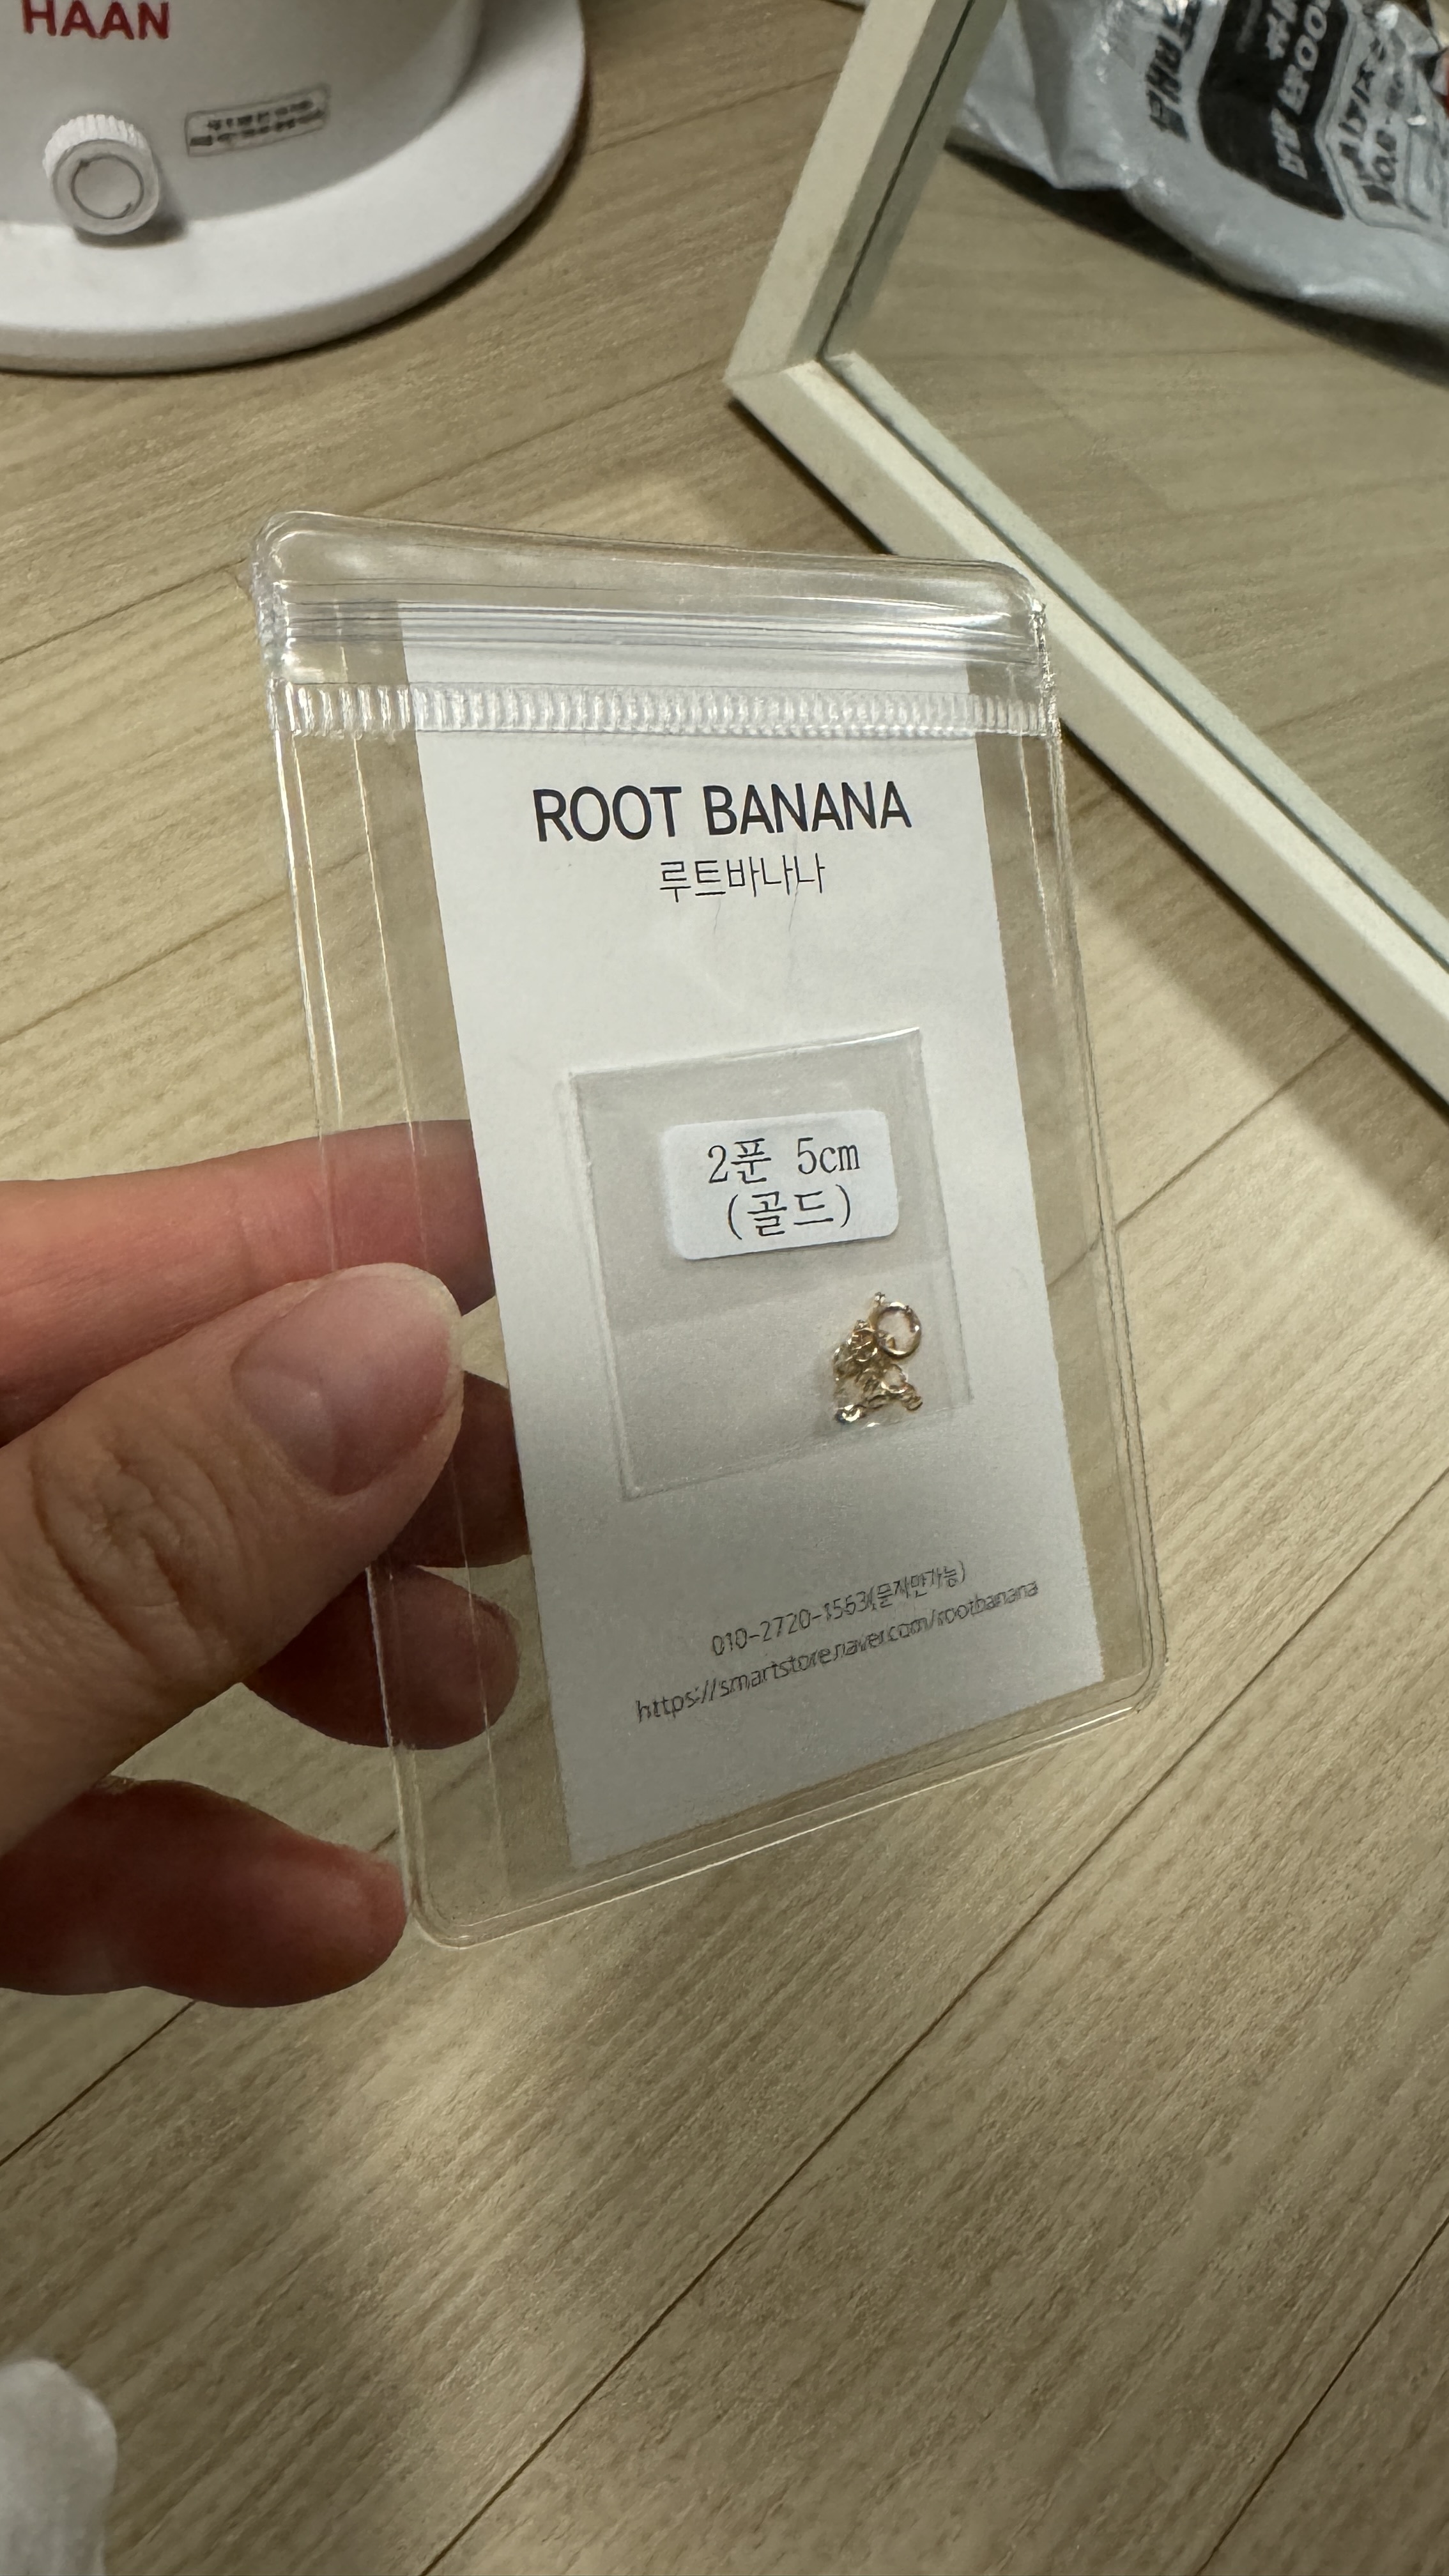 HAAN
ROOT BANANA
루트바나나
2푼 5cm
(골드)
010-2720-1563(문자만가능)
https://smartstore.naver.com/rootbanana